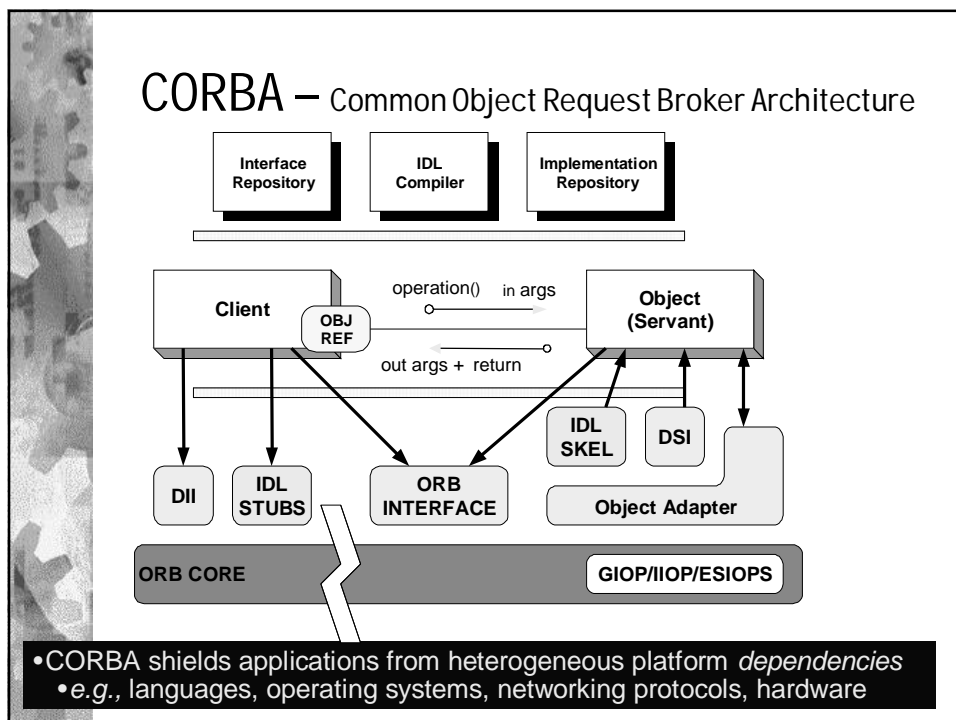 CORBA – Common Object Request Broker Architecture
Interface
Repository
IDL
Compiler
Implementation
Repository
Client
OBJ
REF
operation()
in args
out args + return
Object
(Servant)
DII
IDL
STUBS
ORB
INTERFACE
IDL
SKEL
DSI
Object Adapter
ORB CORE
GIOP/IIOP/ESIOPS
•CORBA shields applications from heterogeneous platform dependencies
•e.g., languages, operating systems, networking protocols, hardware